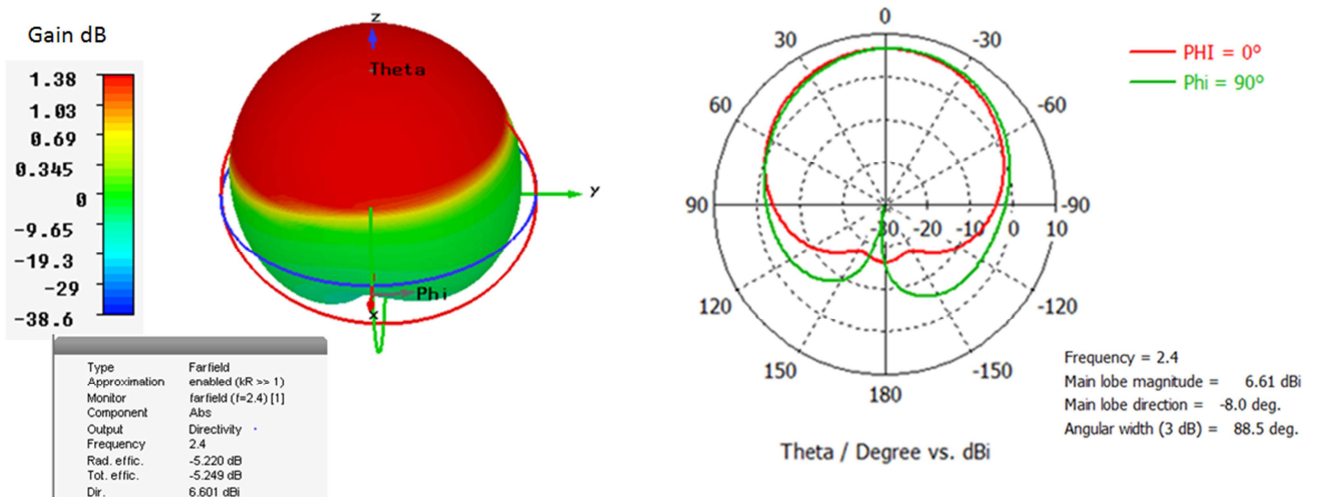 Gain dB
1.38
1.03
0.69
0.345
0
-9.65
-19.3
-29
-38.6
z
Theta
y
Phi
x
Type Farfield
Approximation enabled (kR >> 1)
Monitor farfield (f=2.4) [1]
Component Abs
Output Directivity
Frequency 2.4
Rad. effic. -5.220 dB
Tot. effic. -5.249 dB
Dir. 6.601 dBi
0
30 -30
60 -60
90 -90
30 20 -10 0 10
120 -120
150 -150
180
Theta / Degree vs. dBi
PHI = 0°
Phi = 90°
Frequency = 2.4
Main lobe magnitude = 6.61 dBi
Main lobe direction = -8.0 deg.
Angular width (3 dB) = 88.5 deg.